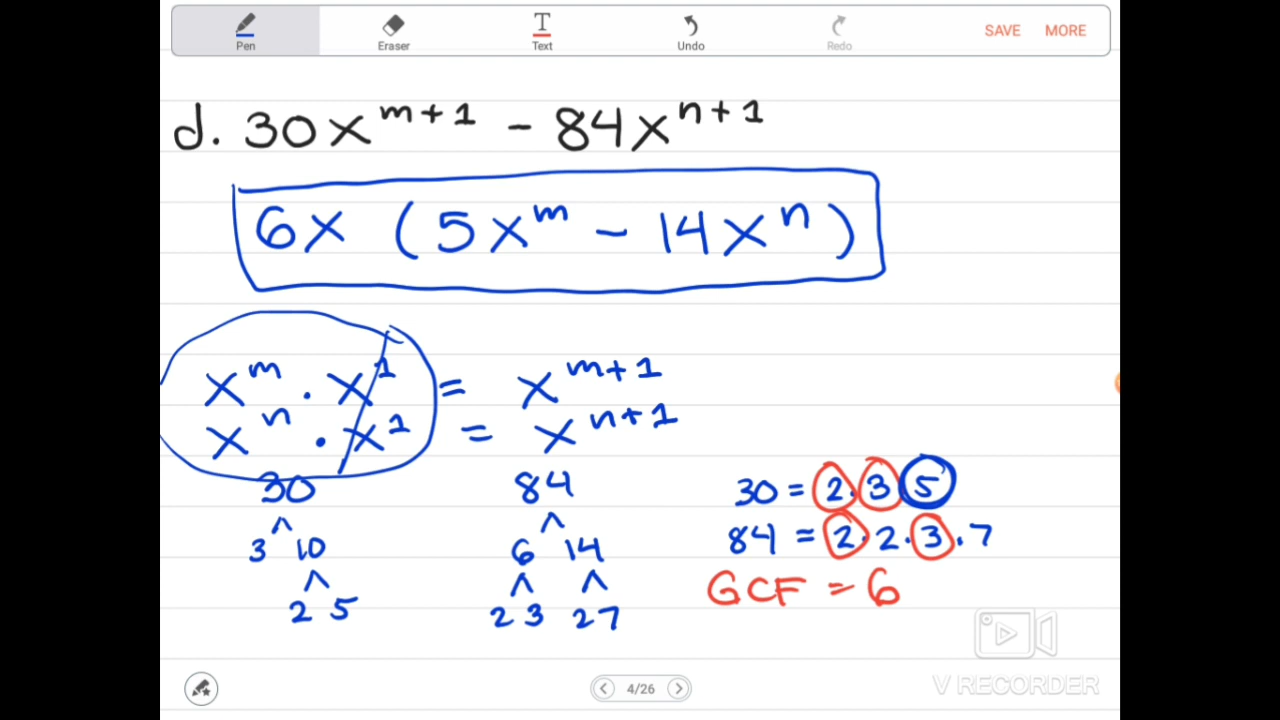 Pen Eraser Text Undo Redo SAVE MORE
d. 30x^{m+1} - 84x^{n+1}
6x (5x^m - 14x^n)
x^m · x^1 = x^{m+1}
x^n · x^1 = x^{n+1}
30 84
3 10
2 5
6 14
2 3 2 7
30 = 2 · 3 5
84 = 2 · 2 · 3 · 7
GCF = 6
4/26
V RECORDER